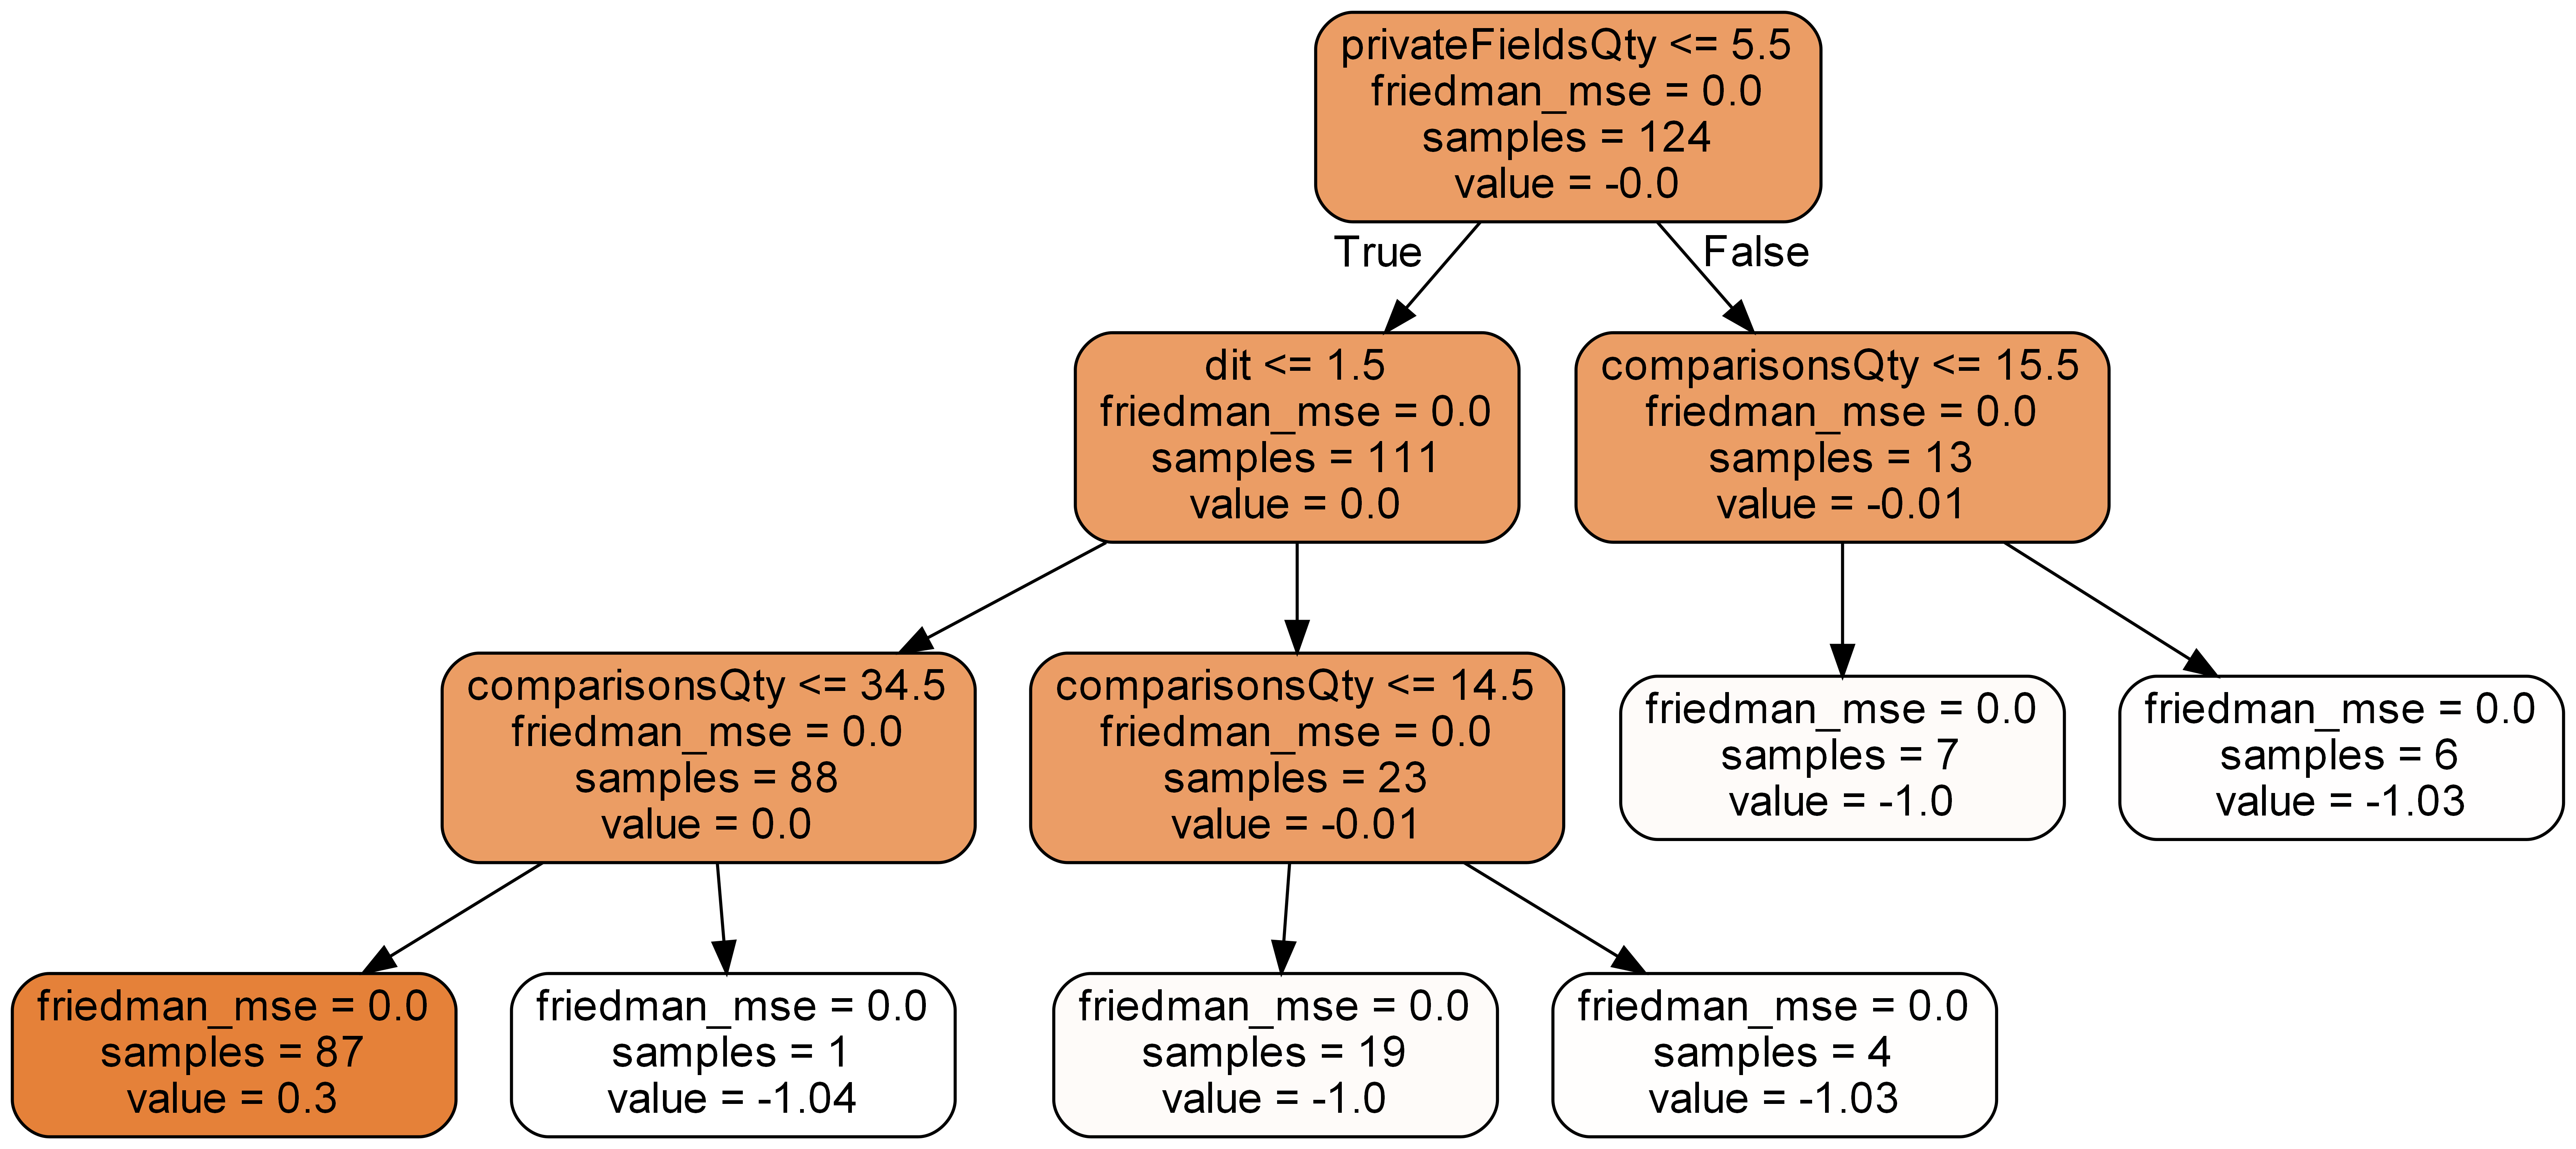 privateFieldsQty <= 5.5
friedman_mse = 0.0
samples = 124
value = -0.0
True
False
dit <= 1.5
friedman_mse = 0.0
samples = 111
value = 0.0
comparisonsQty <= 15.5
friedman_mse = 0.0
samples = 13
value = -0.01
comparisonsQty <= 34.5
friedman_mse = 0.0
samples = 88
value = 0.0
comparisonsQty <= 14.5
friedman_mse = 0.0
samples = 23
value = -0.01
friedman_mse = 0.0
samples = 7
value = -1.0
friedman_mse = 0.0
samples = 6
value = -1.03
friedman_mse = 0.0
samples = 87
value = 0.3
friedman_mse = 0.0
samples = 1
value = -1.04
friedman_mse = 0.0
samples = 19
value = -1.0
friedman_mse = 0.0
samples = 4
value = -1.03